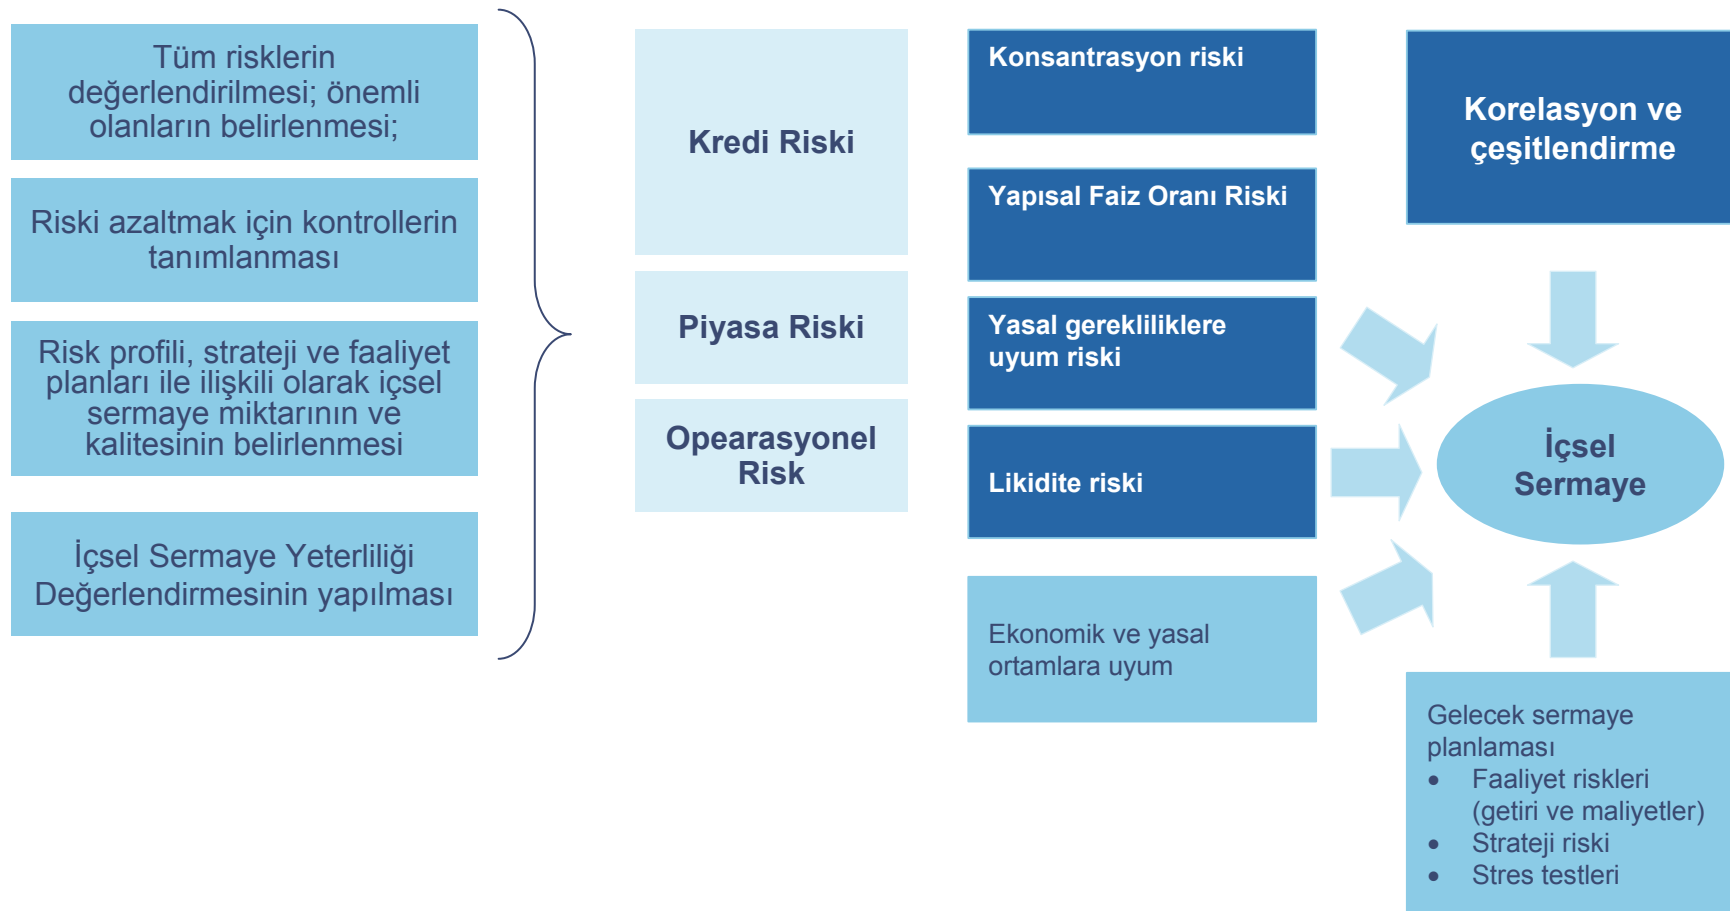 Tüm risklerin
değerlendirilmesi; önemli
olanların belirlenmesi;
Riski azaltmak için kontrollerin
tanımlanması
Risk profili, strateji ve faaliyet
planları ile ilişkili olarak içsel
sermaye miktarının ve
kalitesinin belirlenmesi
İçsel Sermaye Yeterliliği
Değerlendirmesinin yapılması
Kredi Riski
Piyasa Riski
Opearasyonel
Risk
Konsantrasyon riski
Yapısal Faiz Oranı Riski
Yasal gerekliliklere
uyum riski
Likidite riski
Ekonomik ve yasal
ortamlara uyum
Korelasyon ve
çeşitlendirme
İçsel
Sermaye
Gelecek sermaye
planlaması
• Faaliyet riskleri
(getiri ve maliyetler)
• Strateji riski
• Stres testleri